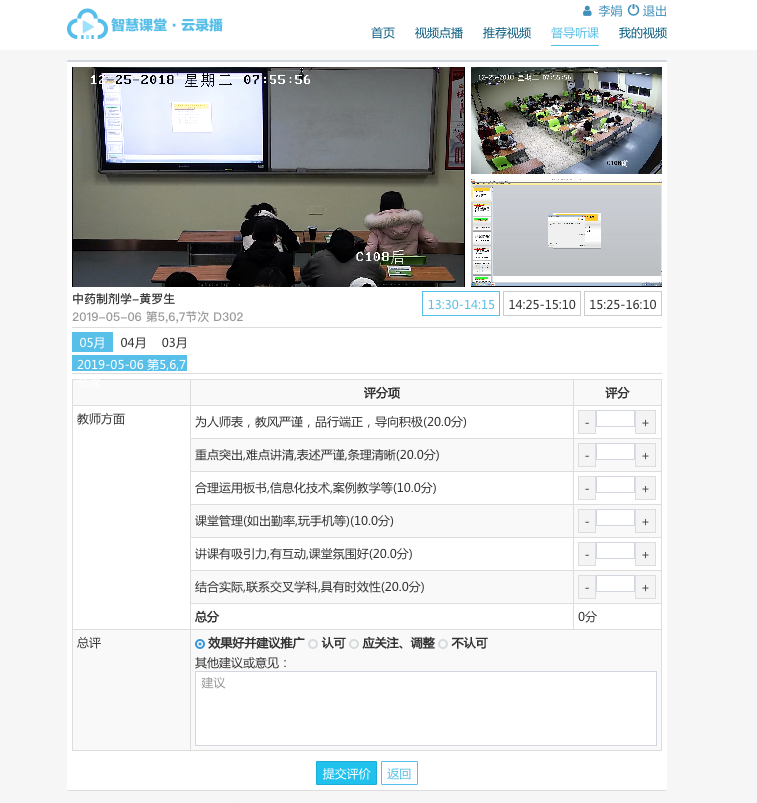 智慧课堂·云录播
李娟 退出
首页 视频点播 推荐视频 督导听课 我的视频
12-25-2018 星期二 07:55:56
C108后
12-25-2018 星期二 07:55:56
中药制剂学-黄罗生
2019-05-06 第5,6,7节次 D302
13:30-14:15 14:25-15:10 15:25-16:10
05月 04月 03月
2019-05-06 第5,6,7
评分项 评分
教师方面
为人师表，教风严谨，品行端正，导向积极(20.0分) - +
重点突出,难点讲清,表述严谨,条理清晰(20.0分) - +
合理运用板书,信息化技术,案例教学等(10.0分) - +
课堂管理(如出勤率,玩手机等)(10.0分) - +
讲课有吸引力,有互动,课堂氛围好(20.0分) - +
结合实际,联系交叉学科,具有时效性(20.0分) - +
总分 0分
总评
效果好并建议推广 认可 应关注、调整 不认可
其他建议或意见：
建议
提交评价 返回